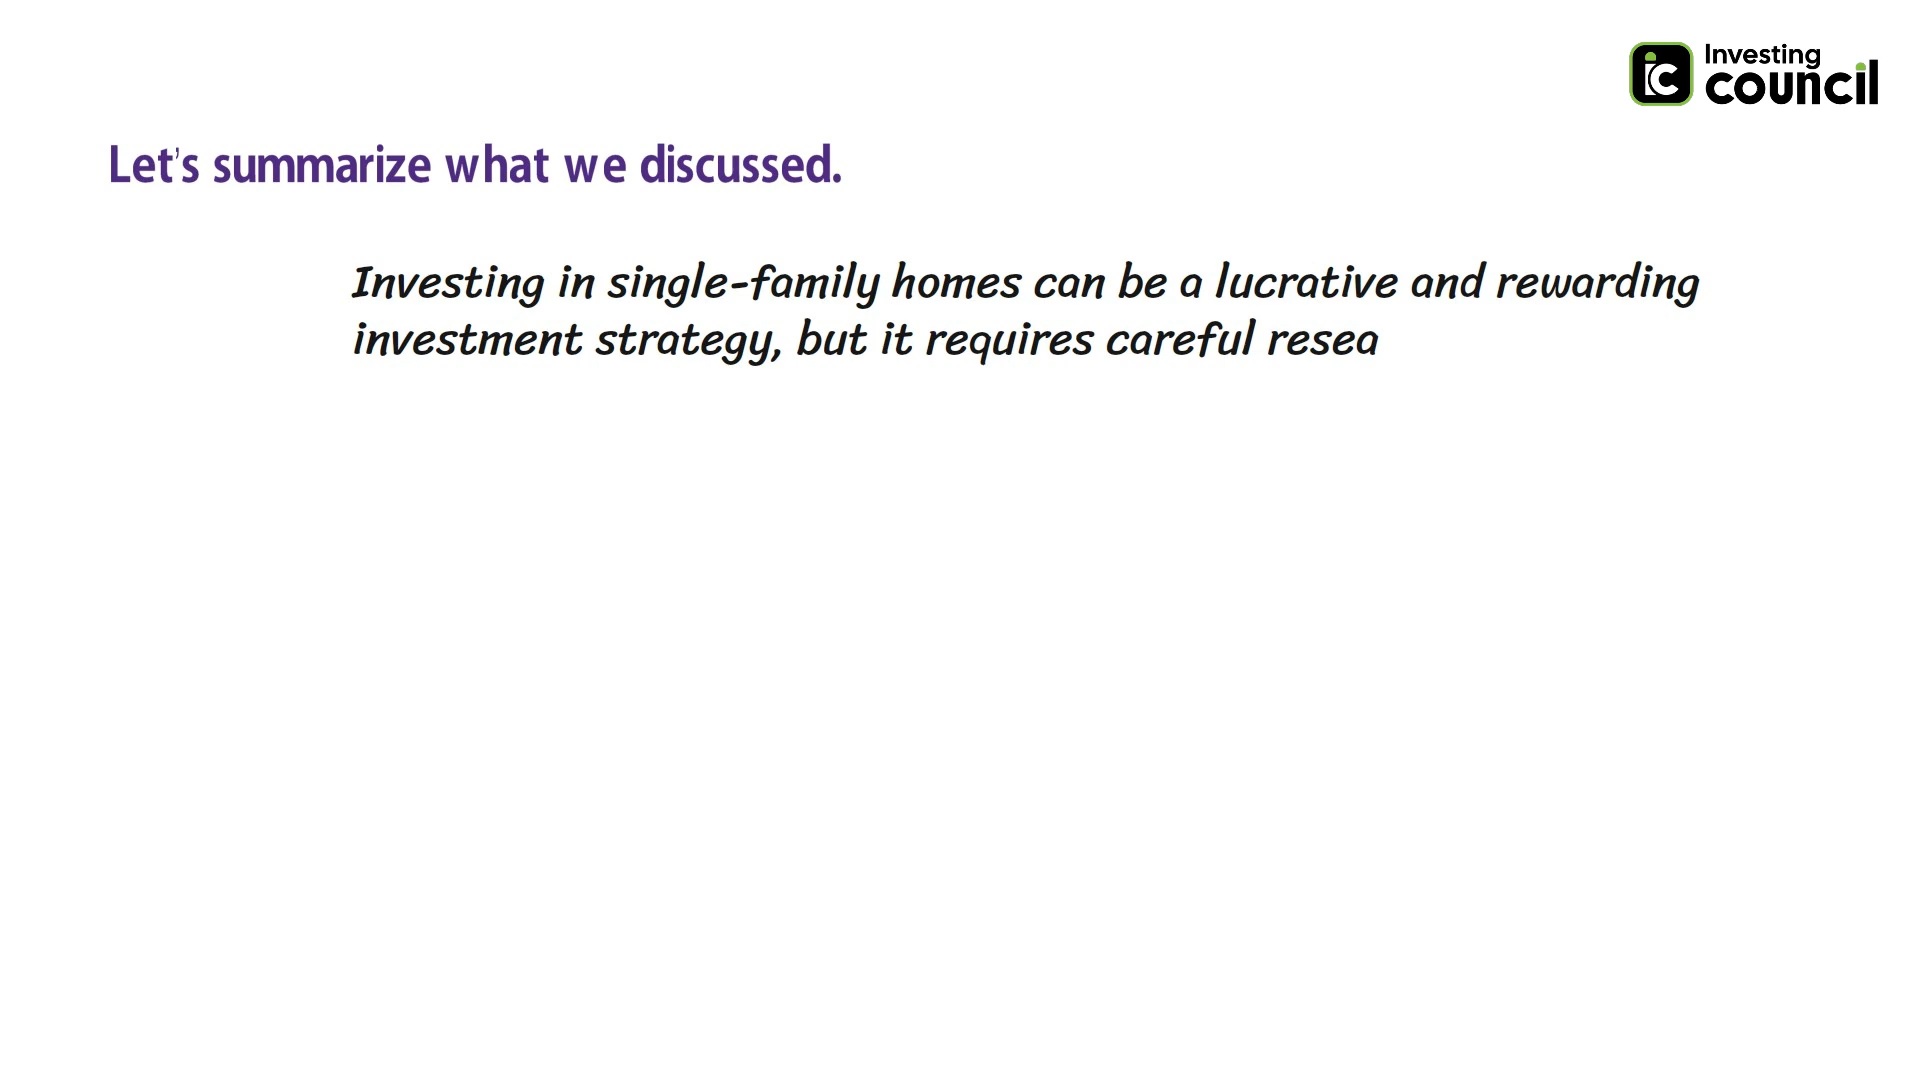 Investing
council
Let's summarize what we discussed.
Investing in single-family homes can be a lucrative and rewarding
investment strategy, but it requires careful resea